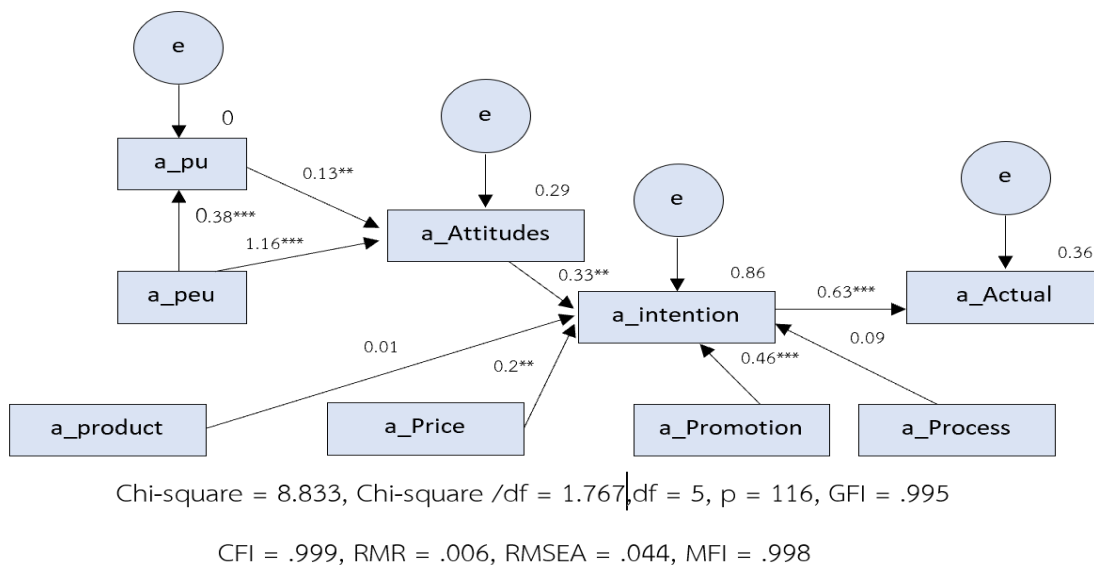 e
0
a_pu
0.13**
e
0.29
a_Attitudes
0.38***
1.16***
a_peu
0.33**
e
0.86
a_intention
0.63***
e
0.36
a_Actual
0.01
0.2**
0.46***
0.09
a_product
a_Price
a_Promotion
a_Process
Chi-square = 8.833, Chi-square /df = 1.767,df = 5, p = 116, GFI = .995
CFI = .999, RMR = .006, RMSEA = .044, MFI = .998